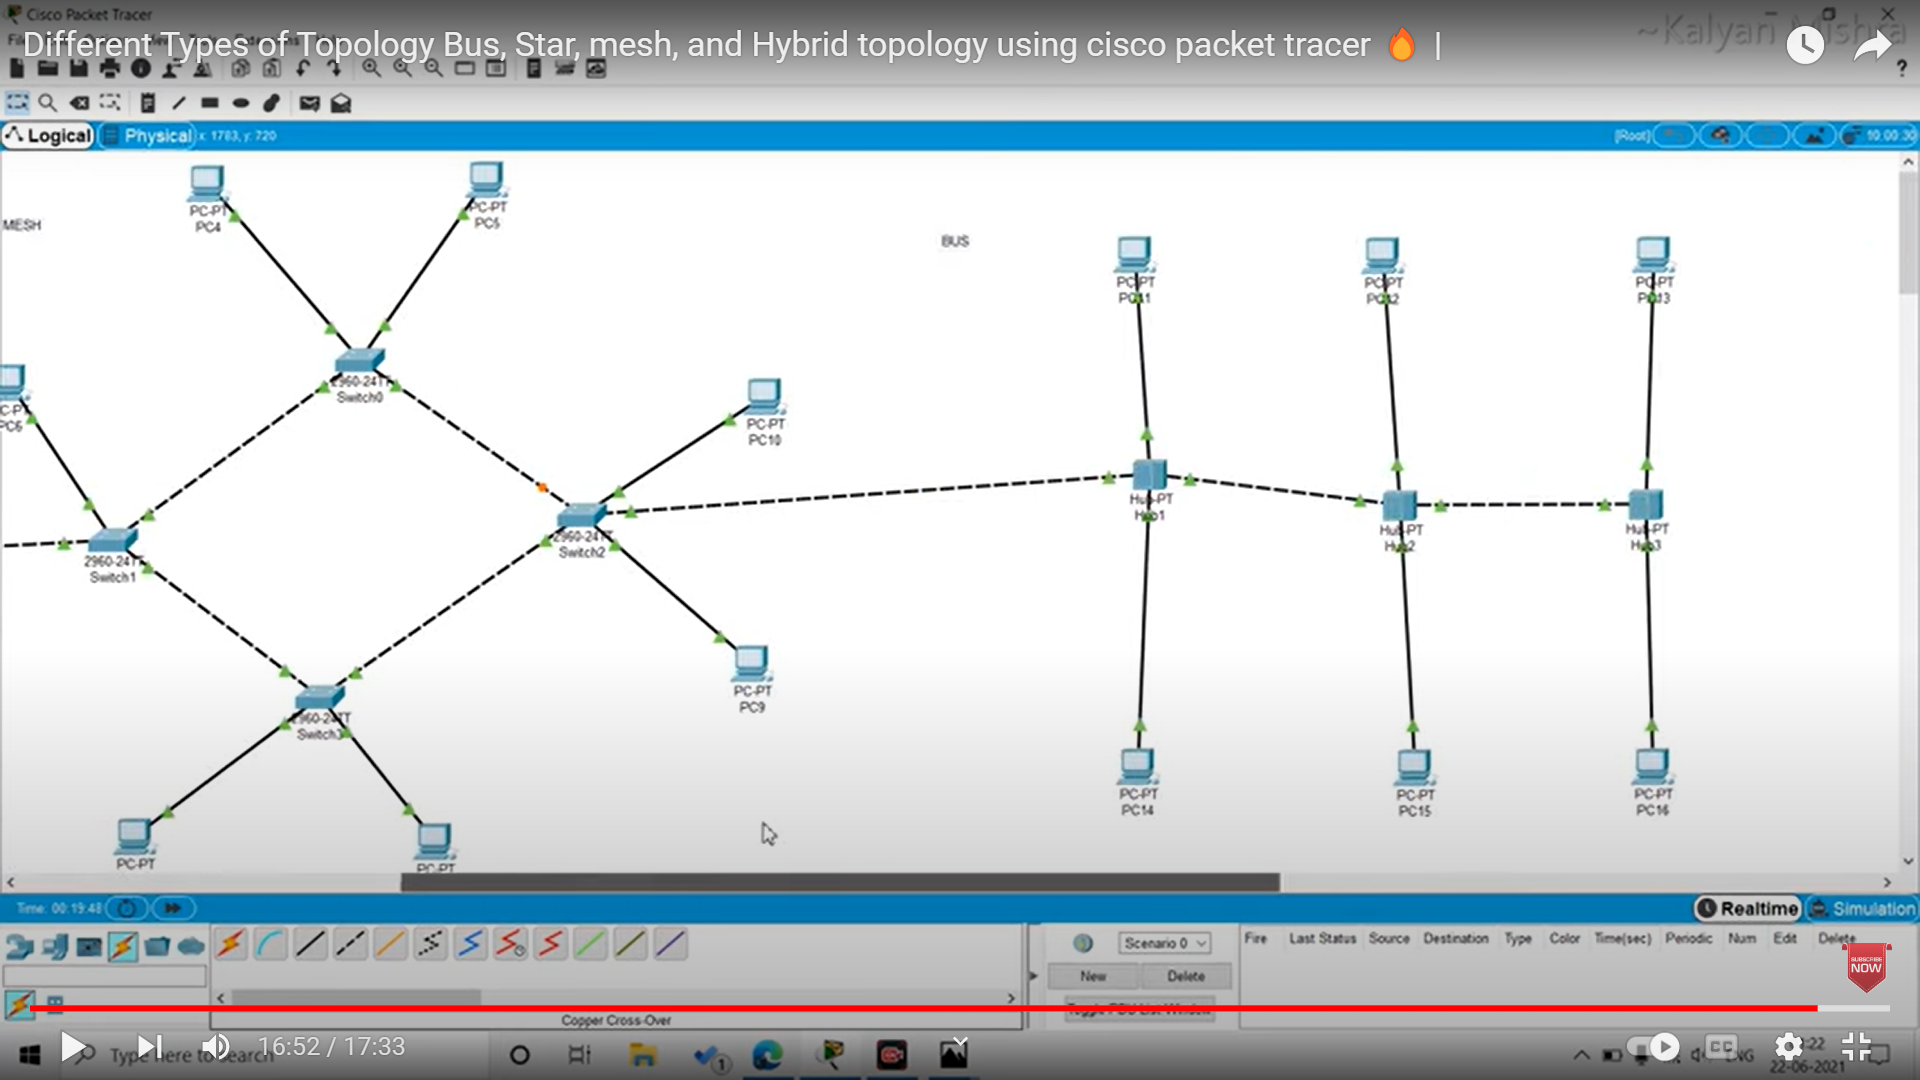 Cisco Packet Tracer
~Kalyan Mishra
Different Types of Topology Bus, Star, mesh, and Hybrid topology using cisco packet tracer 🔥 |
?
Logical
Physical
x: 1783, y: 720
[Root]
10:00:30
MESH
PC-PT
PC4
PC-PT
PC5
BUS
PC-PT
PC11
PC-PT
PC12
PC-PT
PC13
2960-24TT
Switch0
C-PT
PC6
PC-PT
PC10
Hub-PT
Hub1
2960-24TT
Switch2
Hub-PT
Hub2
Hub-PT
Hub3
2960-24TT
Switch1
PC-PT
PC9
2960-24TT
Switch3
PC-PT
PC14
PC-PT
PC15
PC-PT
PC16
PC-PT
PC-PT
Time: 00:19:48
Realtime
Simulation
Scenario 0
Fire Last Status Source Destination Type Color Time(sec) Periodic Num Edit Delete
New
Delete
SUBSCRIBE
NOW
Toggle PDU List Window
Copper Cross-Over
16:52 / 17:33
Type here to search
1
CC
ENG
22-06-2021